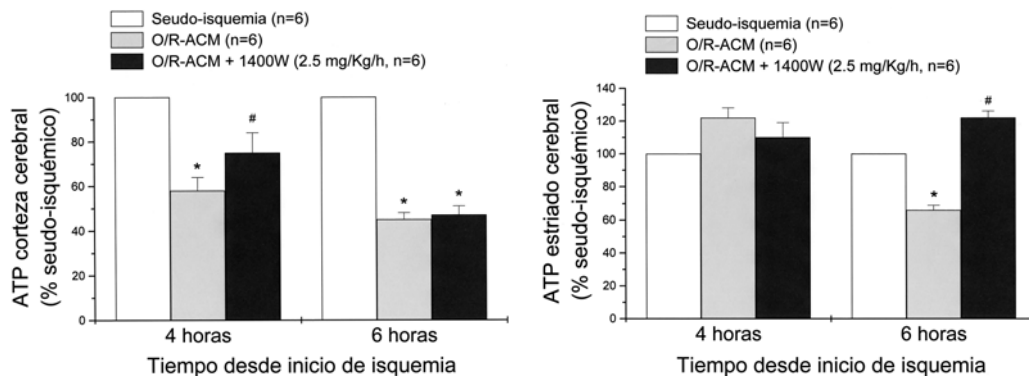 Seudo-isquemia (n=6)
O/R-ACM (n=6)
O/R-ACM + 1400W (2.5 mg/Kg/h, n=6)
ATP corteza cerebral
(% seudo-isquémico)
100
80
60
40
20
0
*
#
*
*
4 horas
6 horas
Tiempo desde inicio de isquemia
Seudo-isquemia (n=6)
O/R-ACM (n=6)
O/R-ACM + 1400W (2.5 mg/Kg/h, n=6)
ATP estriado cerebral
(% seudo-isquémico)
140
120
100
80
60
40
20
0
*
#
4 horas
6 horas
Tiempo desde inicio de isquemia